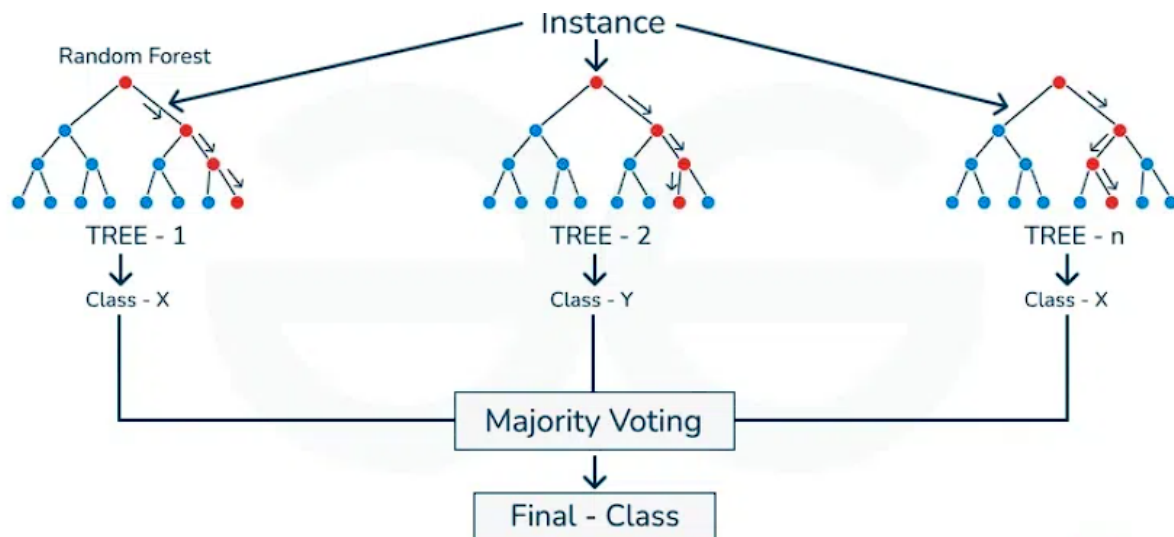 Instance
Random Forest
TREE - 1
TREE - 2
TREE - n
Class - X
Class - Y
Class - X
Majority Voting
Final - Class